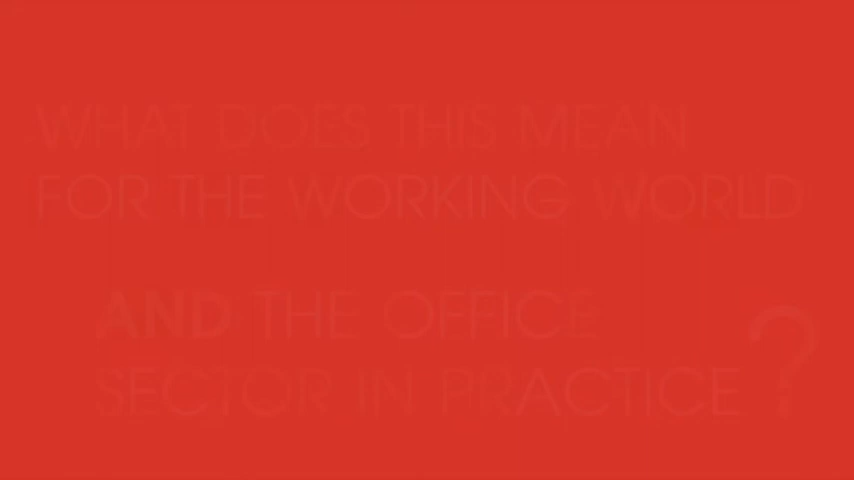 WHAT DOES THIS MEAN
FOR THE WORKING WORLD
AND THE OFFICE
SECTOR IN PRACTICE ?